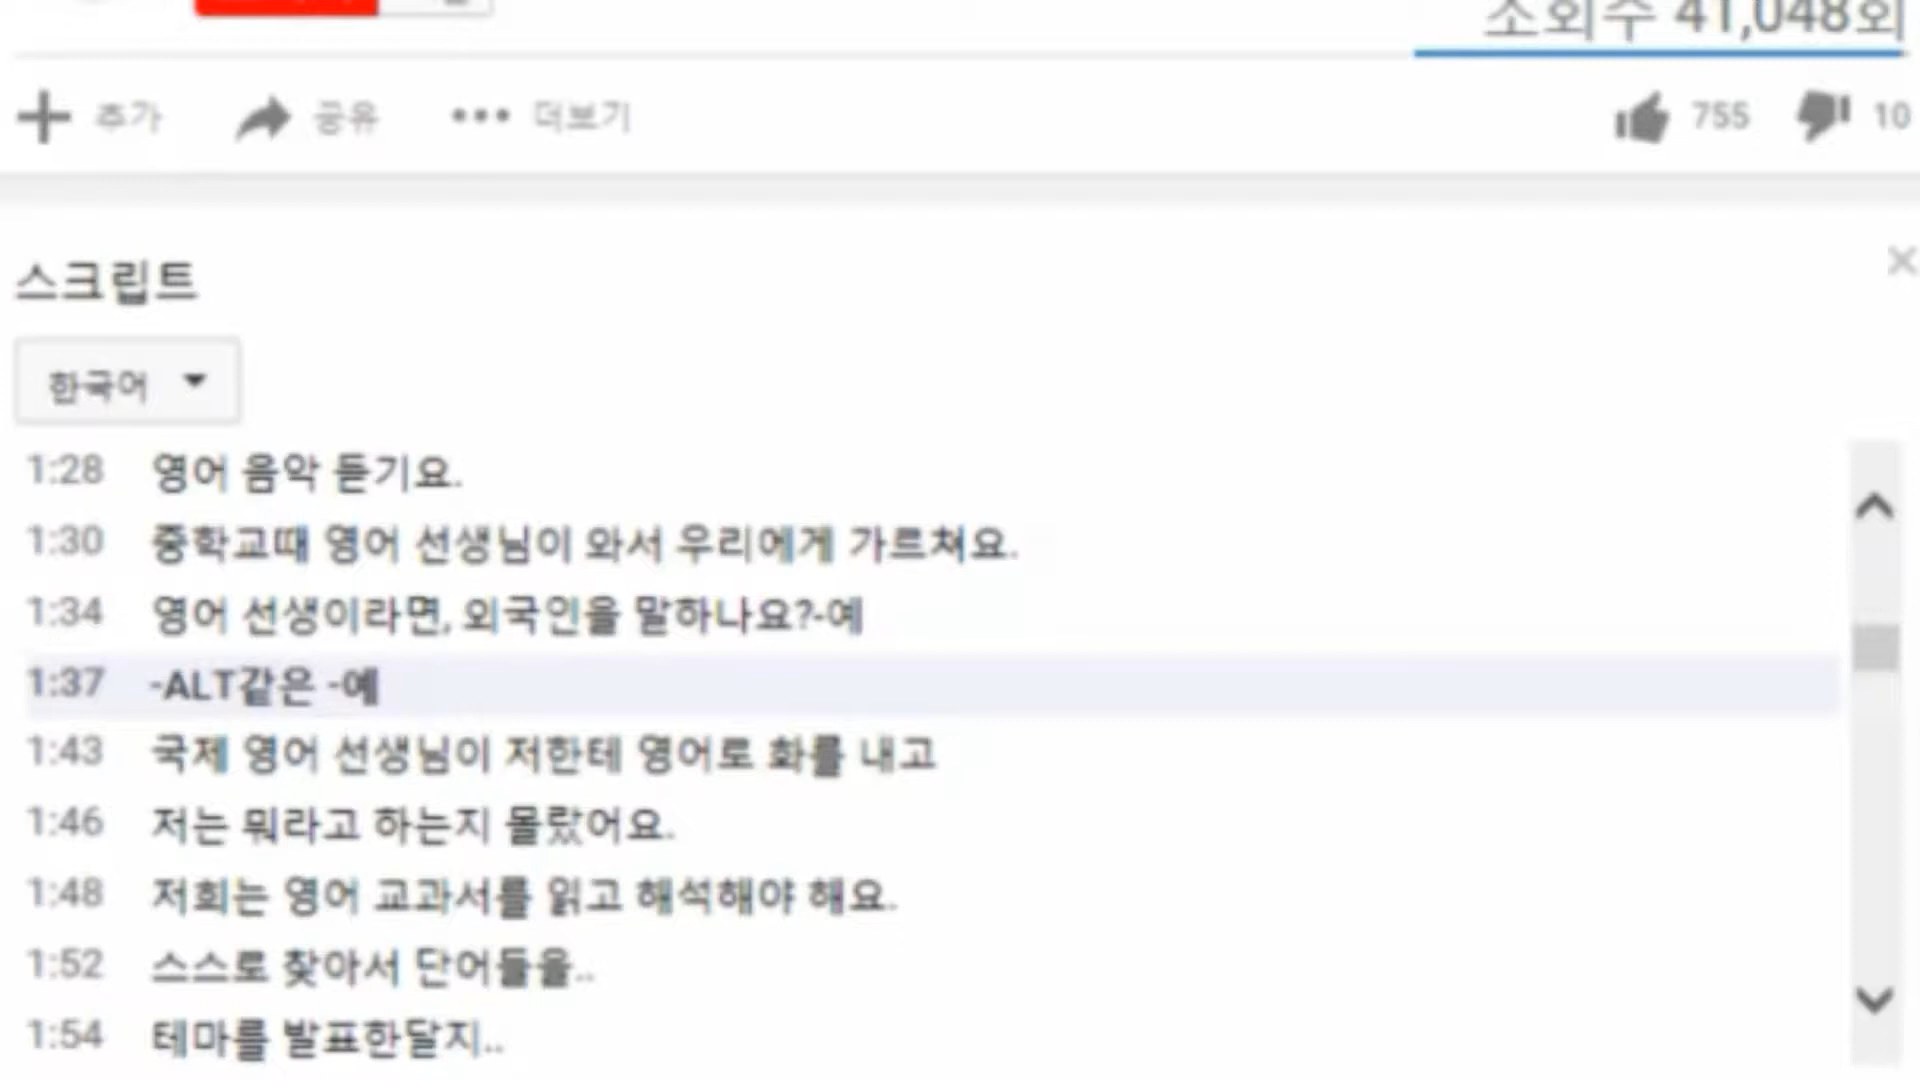 조회수 41,048회
추가 공유 더보기 755 10
스크립트
한국어
1:28 영어 음악 듣기요.
1:30 중학교때 영어 선생님이 와서 우리에게 가르쳐요.
1:34 영어 선생이라면, 외국인을 말하나요?-예
1:37 -ALT같은 -예
1:43 국제 영어 선생님이 저한테 영어로 화를 내고
1:46 저는 뭐라고 하는지 몰랐어요.
1:48 저희는 영어 교과서를 읽고 해석해야 해요.
1:52 스스로 찾아서 단어들을..
1:54 테마를 발표한달지..